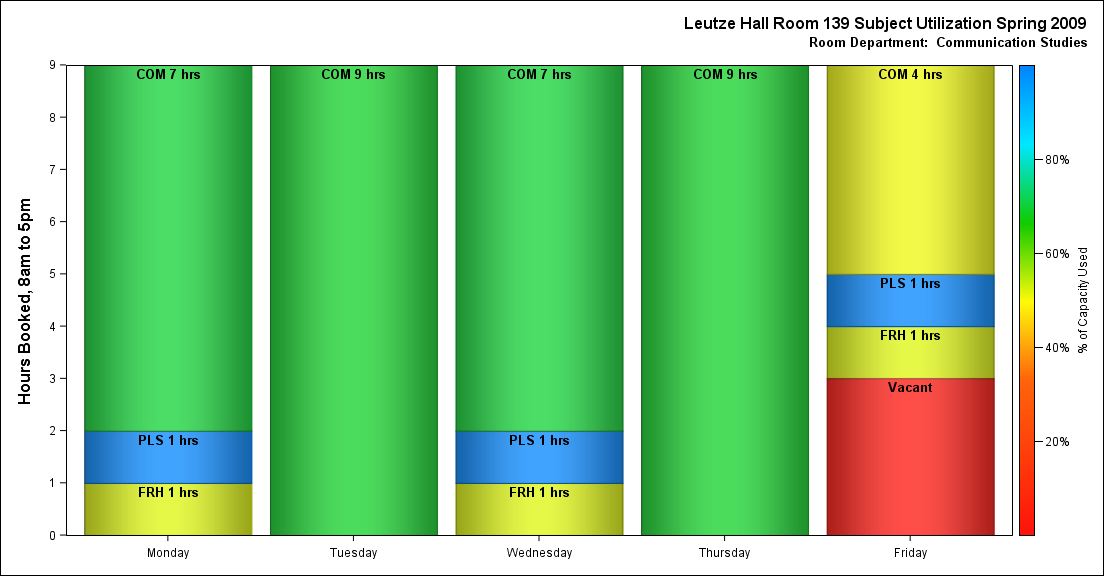 Leutze Hall Room 139 Subject Utilization Spring 2009
Room Department:  Communication Studies
Hours Booked, 8am to 5pm
9
8
7
6
5
4
3
2
1
0
COM 7 hrs
PLS 1 hrs
FRH 1 hrs
COM 9 hrs
COM 7 hrs
PLS 1 hrs
FRH 1 hrs
COM 9 hrs
COM 4 hrs
PLS 1 hrs
FRH 1 hrs
Vacant
Monday
Tuesday
Wednesday
Thursday
Friday
80%
60%
40%
20%
% of Capacity Used